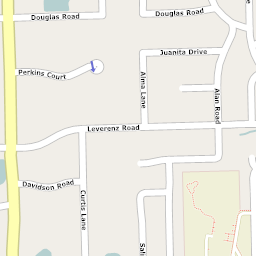 Douglas Road
Douglas Road
Juanita Drive
Perkins Court
Alma Lane
Alan Road
Leverenz Road
Davidson Road
Curtis Lane